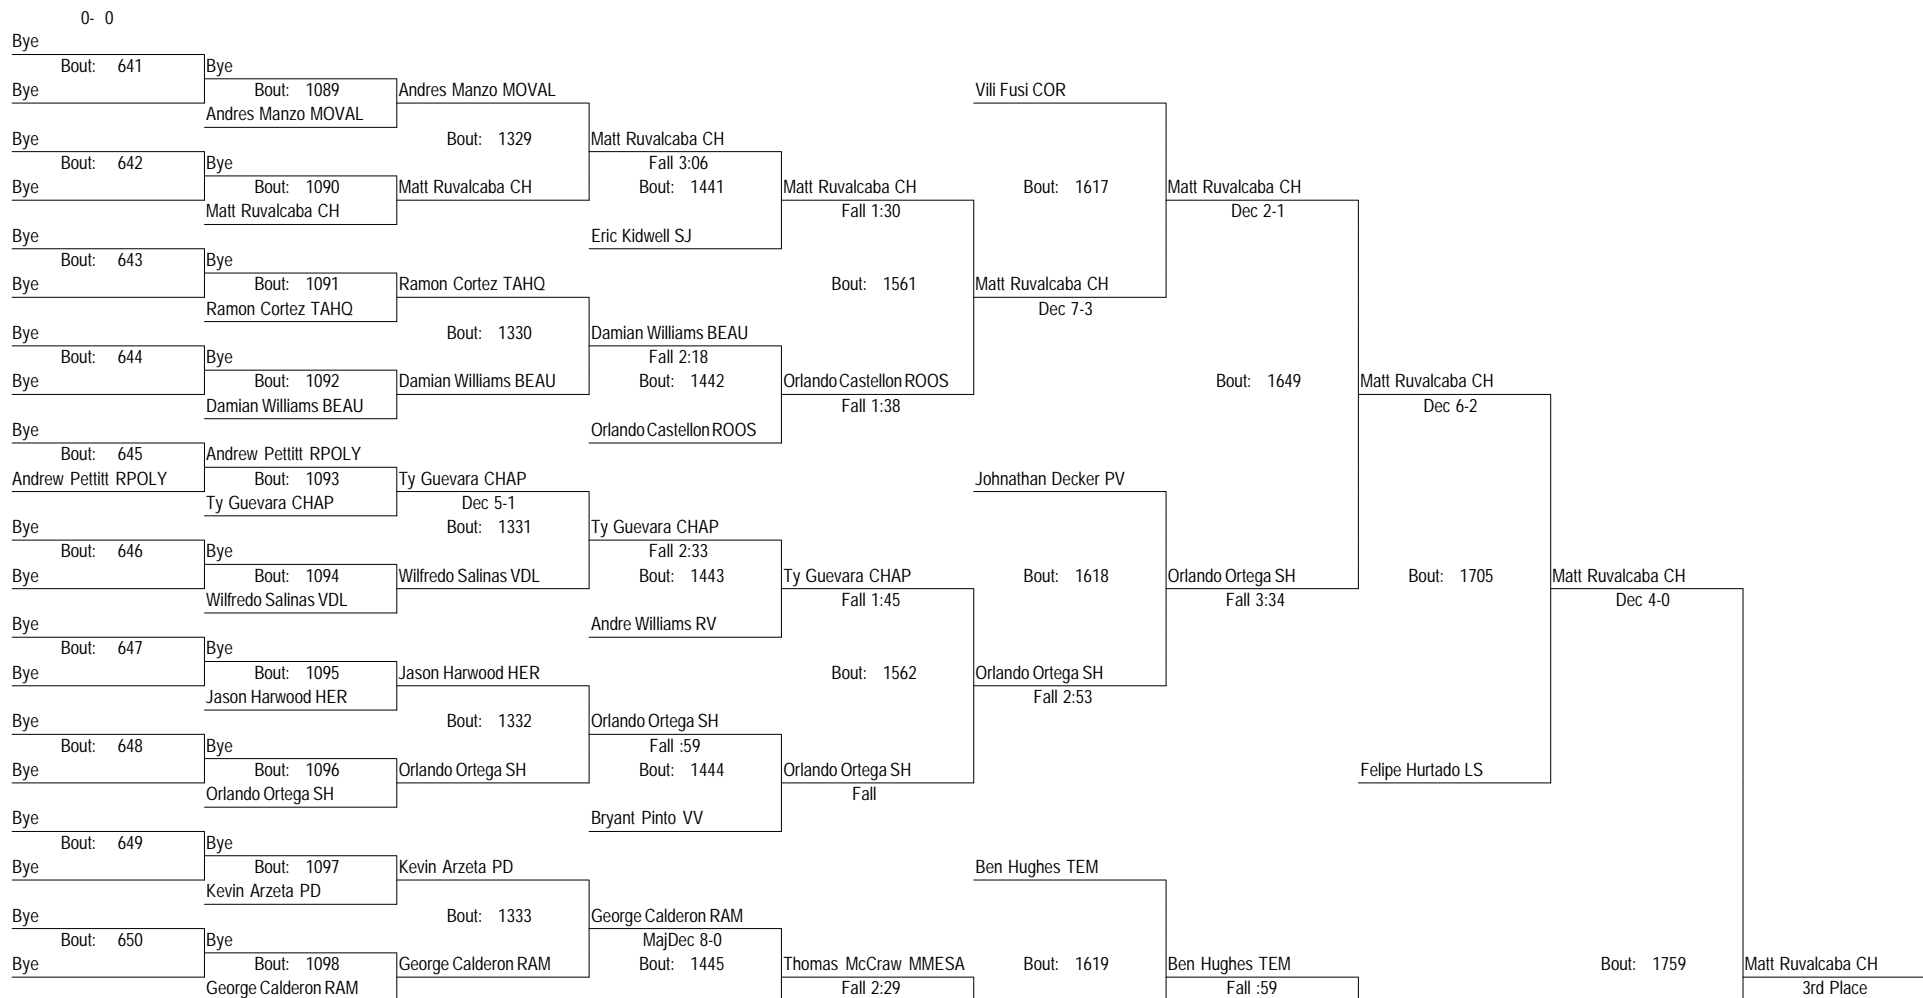 0- 0
Bye
Bout: 641 Bye
Bye Bout: 1089 Andres Manzo MOVAL Vili Fusi COR
Andres Manzo MOVAL
Bye Bout: 1329 Matt Ruvalcaba CH
Bout: 642 Bye Fall 3:06
Bye Bout: 1090 Matt Ruvalcaba CH Bout: 1441 Matt Ruvalcaba CH Bout: 1617 Matt Ruvalcaba CH
Matt Ruvalcaba CH Fall 1:30 Dec 2-1
Bye Eric Kidwell SJ
Bout: 643 Bye
Bye Bout: 1091 Ramon Cortez TAHQ Bout: 1561 Matt Ruvalcaba CH
Ramon Cortez TAHQ Dec 7-3
Bye Bout: 1330 Damian Williams BEAU
Bout: 644 Bye Fall 2:18
Bye Bout: 1092 Damian Williams BEAU Bout: 1442 Orlando Castellon ROOS Bout: 1649 Matt Ruvalcaba CH
Damian Williams BEAU Fall 1:38 Dec 6-2
Bye Orlando Castellon ROOS
Bout: 645 Andrew Pettitt RPOLY
Andrew Pettitt RPOLY Bout: 1093 Ty Guevara CHAP Johnathan Decker PV
Ty Guevara CHAP Dec 5-1
Bye Bout: 1331 Ty Guevara CHAP
Bout: 646 Bye Fall 2:33
Bye Bout: 1094 Wilfredo Salinas VDL Bout: 1443 Ty Guevara CHAP Bout: 1618 Orlando Ortega SH Bout: 1705 Matt Ruvalcaba CH
Wilfredo Salinas VDL Fall 1:45 Fall 3:34 Dec 4-0
Bye Andre Williams RV
Bout: 647 Bye
Bye Bout: 1095 Jason Harwood HER Bout: 1562 Orlando Ortega SH
Jason Harwood HER Fall 2:53
Bye Bout: 1332 Orlando Ortega SH
Bout: 648 Bye Fall :59
Bye Bout: 1096 Orlando Ortega SH Bout: 1444 Orlando Ortega SH Felipe Hurtado LS
Orlando Ortega SH Fall
Bye Bryant Pinto VV
Bout: 649 Bye
Bye Bout: 1097 Kevin Arzeta PD Ben Hughes TEM
Kevin Arzeta PD
Bye Bout: 1333 George Calderon RAM
Bout: 650 Bye MajDec 8-0
Bye Bout: 1098 George Calderon RAM Bout: 1445 Thomas McCraw MMESA Bout: 1619 Ben Hughes TEM Bout: 1759 Matt Ruvalcaba CH
George Calderon RAM Fall 2:29 Fall :59 3rd Place